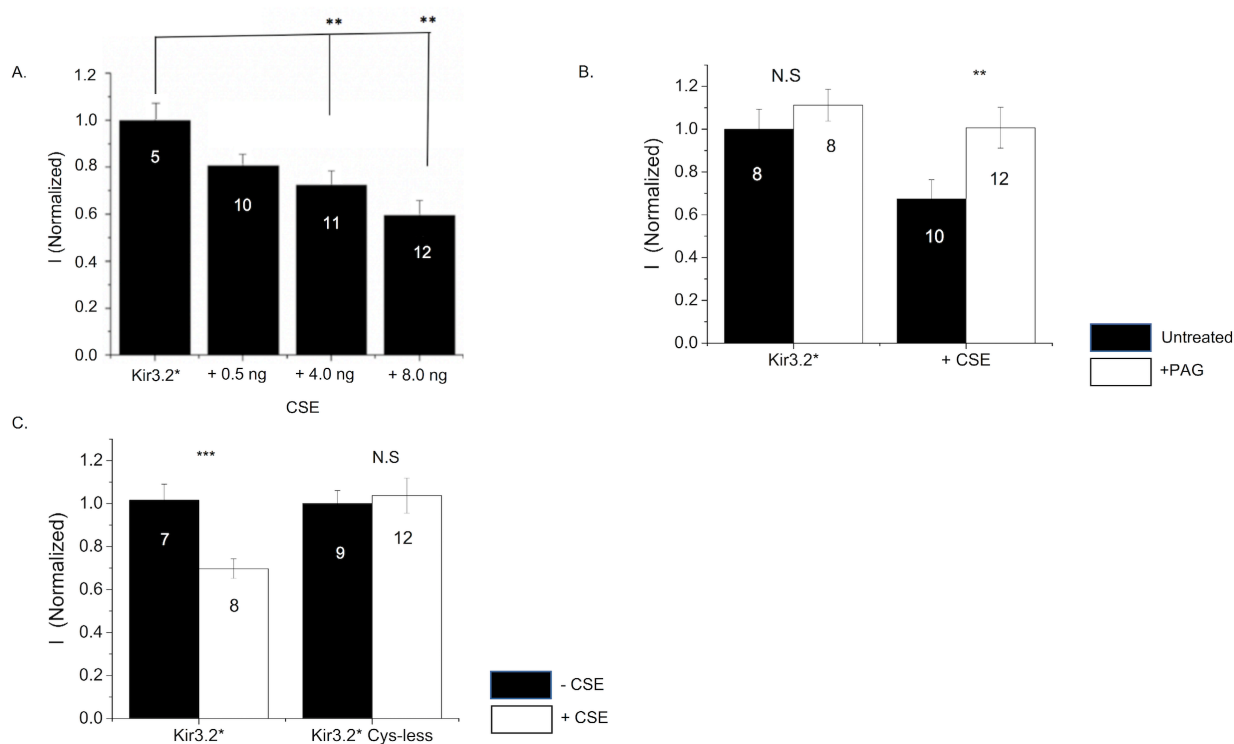 A.
** **
I (Normalized)
1.2
1.0
0.8
0.6
0.4
0.2
0.0
5
10
11
12
Kir3.2* + 0.5 ng + 4.0 ng + 8.0 ng
CSE
B.
N.S **
I (Normalized)
1.2
1.0
0.8
0.6
0.4
0.2
0.0
8
8
10
12
Kir3.2* + CSE
Untreated
+PAG
C.
*** N.S
I (Normalized)
1.2
1.0
0.8
0.6
0.4
0.2
0.0
7
8
9
12
Kir3.2* Kir3.2* Cys-less
- CSE
+ CSE